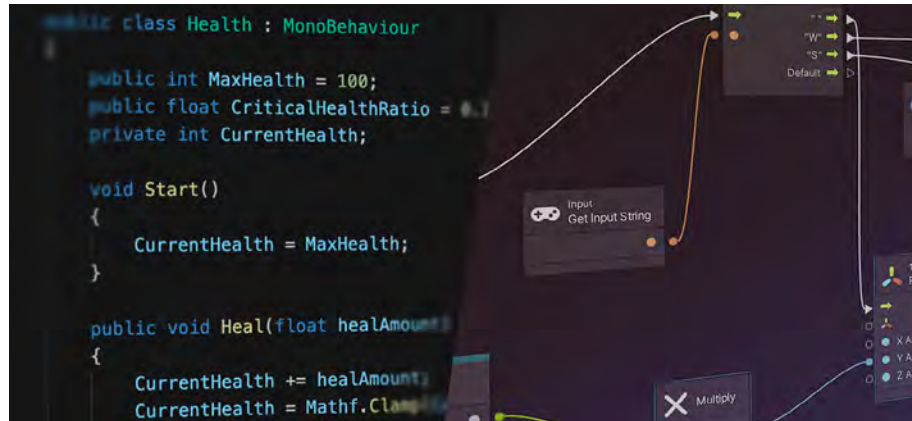 public class Health : MonoBehaviour
{
public int MaxHealth = 100;
public float CriticalHealthRatio =
private int CurrentHealth;
void Start()
{
CurrentHealth = MaxHealth;
}
public void Heal(float healAmount)
{
CurrentHealth += healAmount;
CurrentHealth = Mathf.Clamp
" "
"W"
"S"
Default
Input
Get Input String
X A
Y A
Z A
Multiply